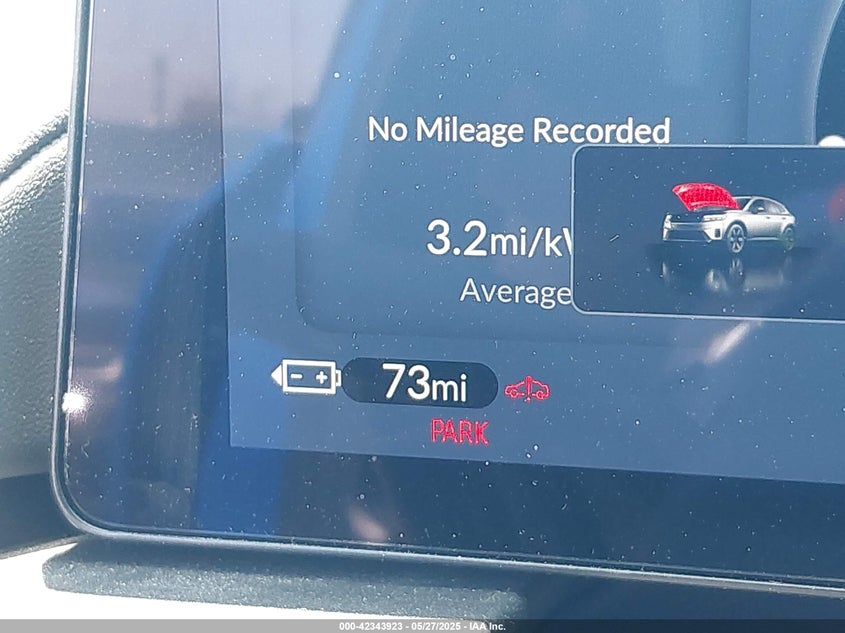 No Mileage Recorded
3.2mi/k
Average
73mi
PARK
000-42343923 - 05/27/2025 - IAA Inc.